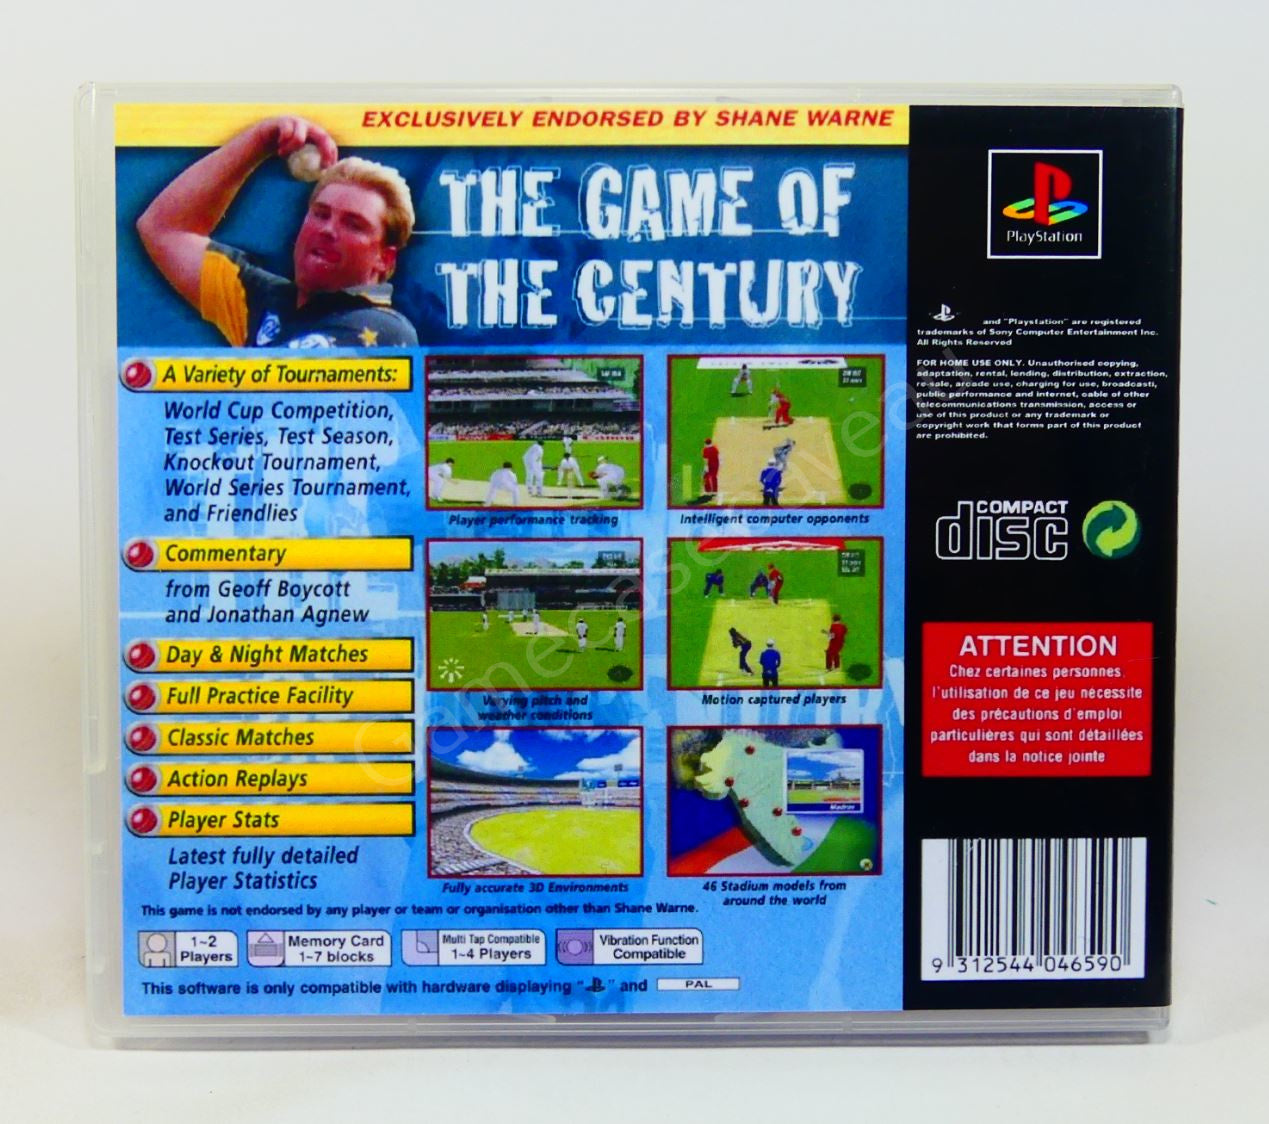 EXCLUSIVELY ENDORSED BY SHANE WARNE
THE GAME OF
THE CENTURY
A Variety of Tournaments:
World Cup Competition,
Test Series, Test Season,
Knockout Tournament,
World Series Tournament,
and Friendlies
Commentary
from Geoff Boycott
and Jonathan Agnew
Day & Night Matches
Full Practice Facility
Classic Matches
Action Replays
Player Stats
Latest fully detailed
Player Statistics
Player performance tracking
Intelligent computer opponents
Varying pitch and
weather conditions
Motion captured players
Fully accurate 3D Environments
Madras
46 Stadium models from
around the world
This game is not endorsed by any player or team or organisation other than Shane Warne.
1~2
Players
Memory Card
1~7 blocks
Multi Tap Compatible
1~4 Players
Vibration Function
Compatible
This software is only compatible with hardware displaying " " and PAL
PlayStation
and "Playstation" are registered
trademarks of Sony Computer Entertainment Inc.
All Rights Reserved
FOR HOME USE ONLY. Unauthorised copying,
adaptation, rental, lending, distribution, extraction,
re-sale, arcade use, charging for use, broadcasti,
public performance and internet, cable of other
telecommunications transmission, access or
use of this product or any trademark or
copyright work that forms part of this product
are prohibited.
COMPACT
disc
ATTENTION
Chez certaines personnes,
l'utilisation de ce jeu nécessite
des précautions d'emploi
particulières qui sont détaillées
dans la notice jointe
9 312544 046590